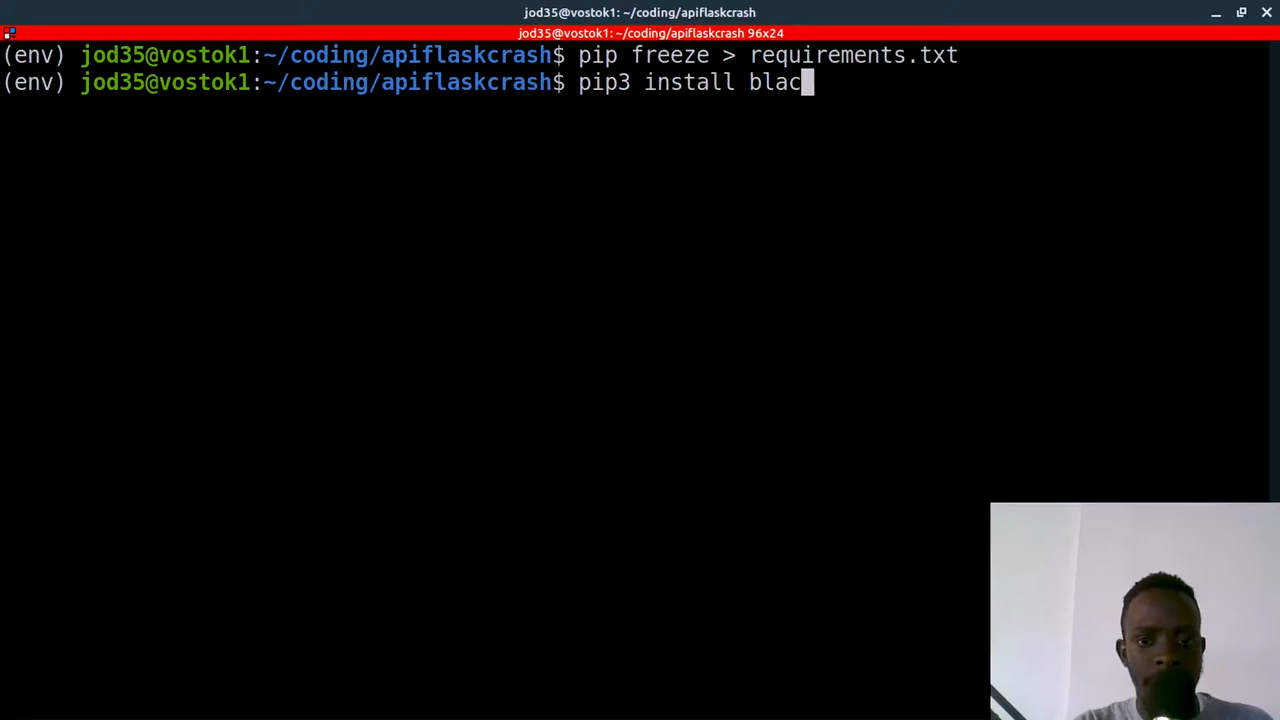 jod35@vostok1: ~/coding/apiflaskcrash
jod35@vostok1: ~/coding/apiflaskcrash 96x24
(env) jod35@vostok1:~/coding/apiflaskcrash$ pip freeze > requirements.txt
(env) jod35@vostok1:~/coding/apiflaskcrash$ pip3 install blac